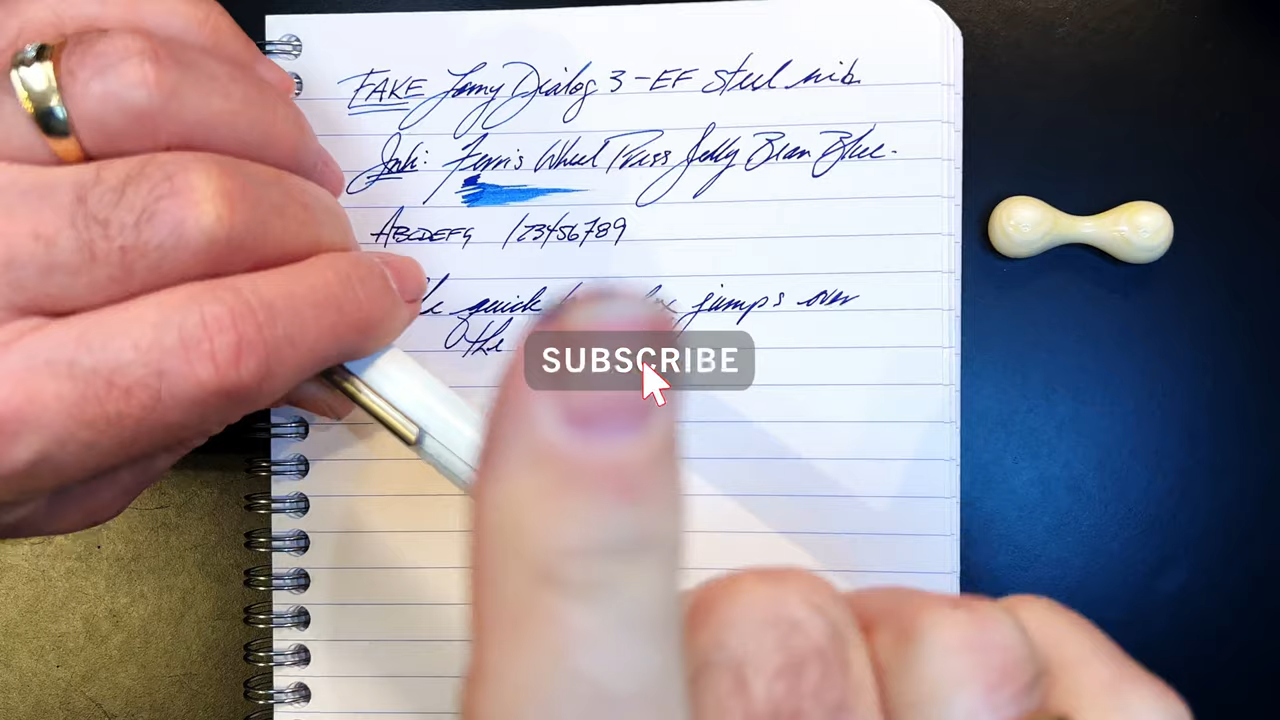 FAKE Lamy Dialog 3 - EF steel nib
Ink: Ferris Wheel Press Jelly Bean Blue.
ABCDEFG 123456789
quick jumps over
the
SUBSCRIBE